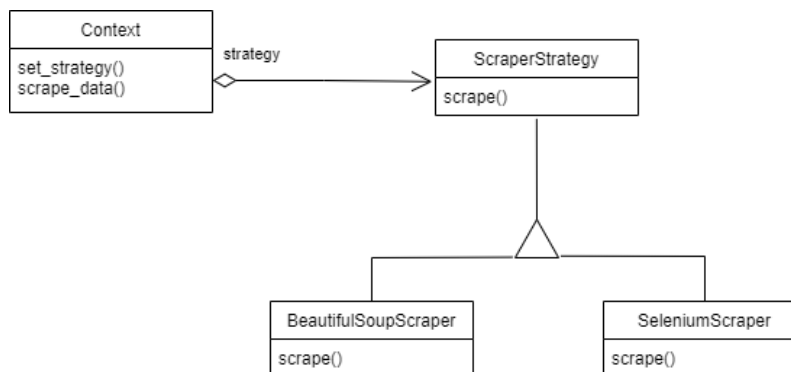 Context
set_strategy()
scrape_data()
strategy
ScraperStrategy
scrape()
BeautifulSoupScraper
scrape()
SeleniumScraper
scrape()